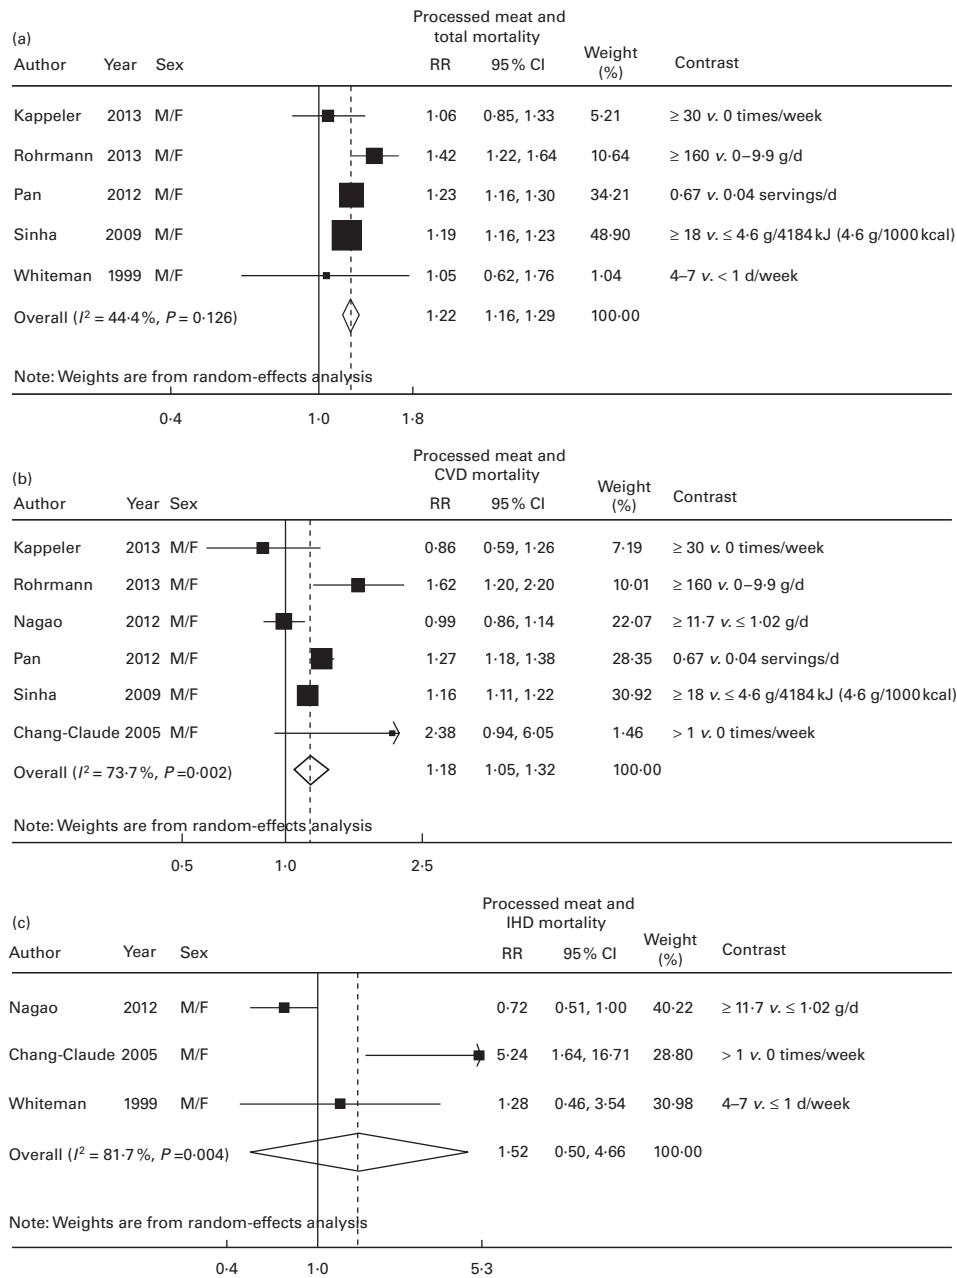 Processed meat and
total mortality
(a)
Author Year Sex RR 95 % CI Weight (%) Contrast
Kappeler 2013 M/F 1·06 0·85, 1·33 5·21 ≥ 30 v. 0 times/week
Rohrmann 2013 M/F 1·42 1·22, 1·64 10·64 ≥ 160 v. 0–9·9 g/d
Pan 2012 M/F 1·23 1·16, 1·30 34·21 0·67 v. 0·04 servings/d
Sinha 2009 M/F 1·19 1·16, 1·23 48·90 ≥ 18 v. ≤ 4·6 g/4184 kJ (4·6 g/1000 kcal)
Whiteman 1999 M/F 1·05 0·62, 1·76 1·04 4–7 v. < 1 d/week
Overall (I² = 44·4 %, P = 0·126) 1·22 1·16, 1·29 100·00
Note: Weights are from random-effects analysis
0·4 1·0 1·8
Processed meat and
CVD mortality
(b)
Author Year Sex RR 95 % CI Weight (%) Contrast
Kappeler 2013 M/F 0·86 0·59, 1·26 7·19 ≥ 30 v. 0 times/week
Rohrmann 2013 M/F 1·62 1·20, 2·20 10·01 ≥ 160 v. 0–9·9 g/d
Nagao 2012 M/F 0·99 0·86, 1·14 22·07 ≥ 11·7 v. ≤ 1·02 g/d
Pan 2012 M/F 1·27 1·18, 1·38 28·35 0·67 v. 0·04 servings/d
Sinha 2009 M/F 1·16 1·11, 1·22 30·92 ≥ 18 v. ≤ 4·6 g/4184 kJ (4·6 g/1000 kcal)
Chang-Claude 2005 M/F 2·38 0·94, 6·05 1·46 > 1 v. 0 times/week
Overall (I² = 73·7 %, P =0·002) 1·18 1·05, 1·32 100·00
Note: Weights are from random-effects analysis
0·5 1·0 2·5
Processed meat and
IHD mortality
(c)
Author Year Sex RR 95 % CI Weight (%) Contrast
Nagao 2012 M/F 0·72 0·51, 1·00 40·22 ≥ 11·7 v. ≤ 1·02 g/d
Chang-Claude 2005 M/F 5·24 1·64, 16·71 28·80 > 1 v. 0 times/week
Whiteman 1999 M/F 1·28 0·46, 3·54 30·98 4–7 v. ≤ 1 d/week
Overall (I² = 81·7 %, P =0·004) 1·52 0·50, 4·66 100·00
Note: Weights are from random-effects analysis
0·4 1·0 5·3